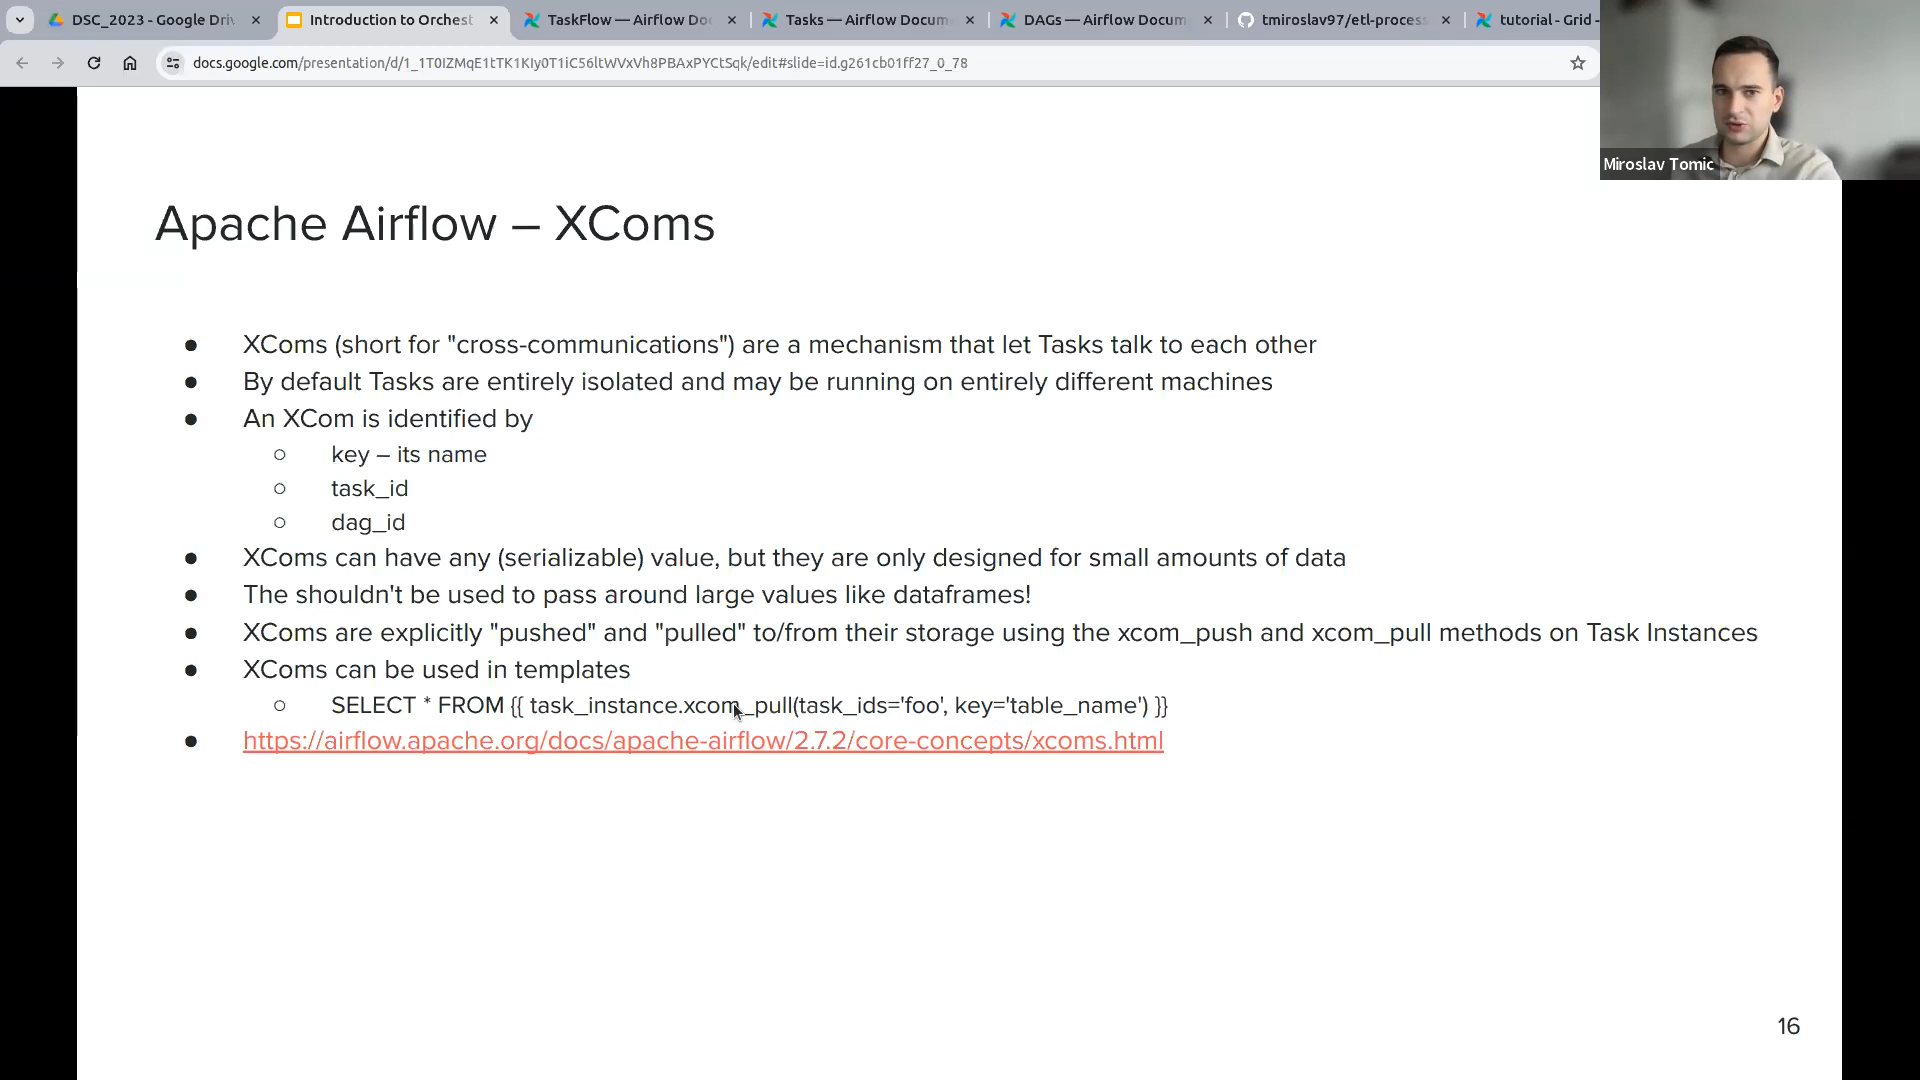 DSC_2023 - Google Driv
Introduction to Orchest
TaskFlow — Airflow Do
Tasks — Airflow Docum
DAGs — Airflow Docum
tmiroslav97/etl-process
tutorial - Grid -
docs.google.com/presentation/d/1_1T0IZMqE1tTK1KIy0T1iC56ltWVxVh8PBAxPYCtSqk/edit#slide=id.g261cb01ff27_0_78
Miroslav Tomic
Apache Airflow – XComs
● XComs (short for "cross-communications") are a mechanism that let Tasks talk to each other
● By default Tasks are entirely isolated and may be running on entirely different machines
● An XCom is identified by
○ key – its name
○ task_id
○ dag_id
● XComs can have any (serializable) value, but they are only designed for small amounts of data
● The shouldn't be used to pass around large values like dataframes!
● XComs are explicitly "pushed" and "pulled" to/from their storage using the xcom_push and xcom_pull methods on Task Instances
● XComs can be used in templates
○ SELECT * FROM {{ task_instance.xcom_pull(task_ids='foo', key='table_name') }}
● https://airflow.apache.org/docs/apache-airflow/2.7.2/core-concepts/xcoms.html
16